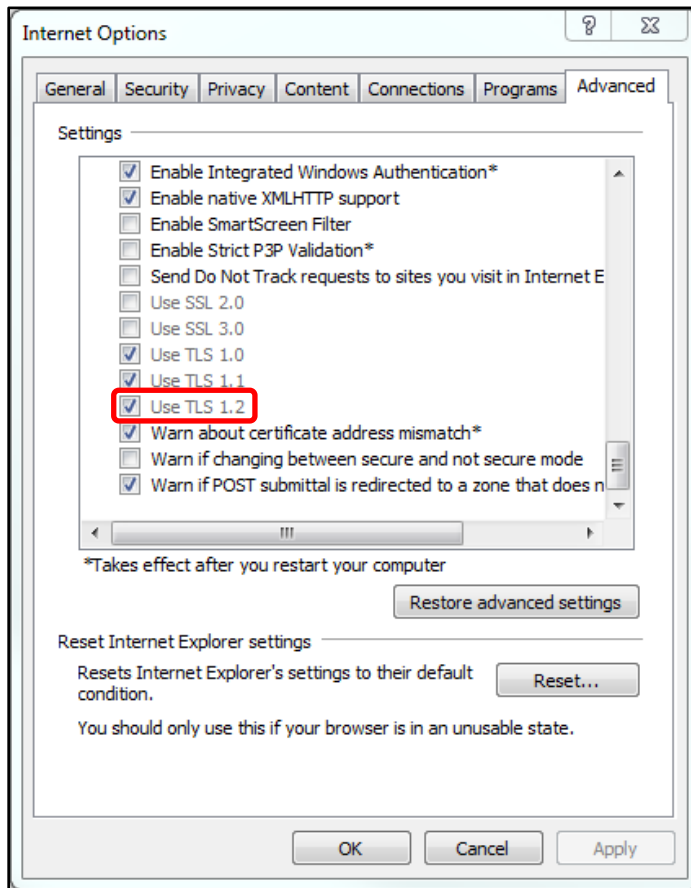 Internet Options
General Security Privacy Content Connections Programs Advanced
Settings
Enable Integrated Windows Authentication*
Enable native XMLHTTP support
Enable SmartScreen Filter
Enable Strict P3P Validation*
Send Do Not Track requests to sites you visit in Internet E
Use SSL 2.0
Use SSL 3.0
Use TLS 1.0
Use TLS 1.1
Use TLS 1.2
Warn about certificate address mismatch*
Warn if changing between secure and not secure mode
Warn if POST submittal is redirected to a zone that does n
*Takes effect after you restart your computer
Restore advanced settings
Reset Internet Explorer settings
Resets Internet Explorer's settings to their default
condition.
Reset...
You should only use this if your browser is in an unusable state.
OK Cancel Apply